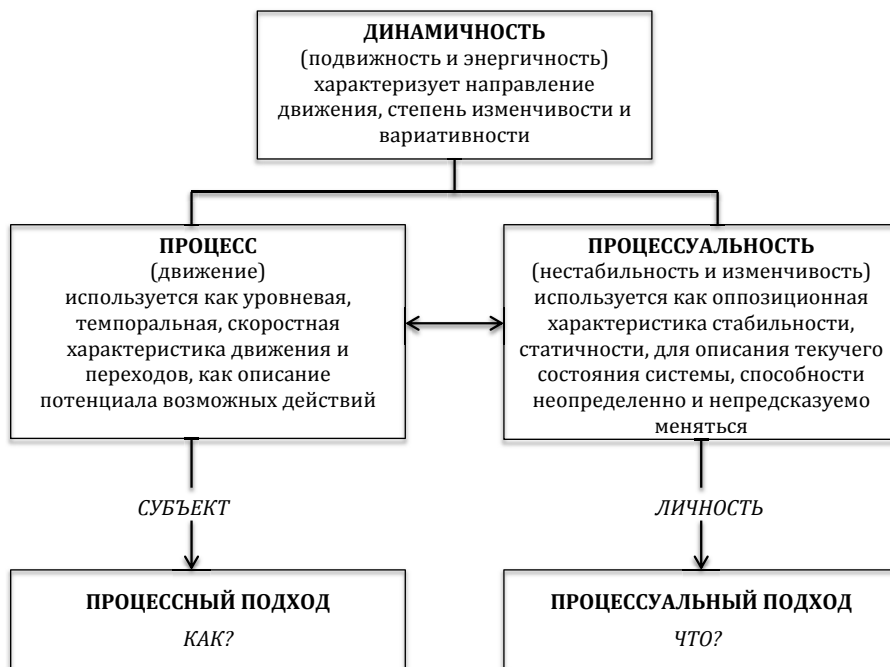 ДИНАМИЧНОСТЬ
(подвижность и энергичность)
характеризует направление
движения, степень изменчивости и
вариативности
ПРОЦЕСС
(движение)
используется как уровневая,
темпоральная, скоростная
характеристика движения и
переходов, как описание
потенциала возможных действий
ПРОЦЕССУАЛЬНОСТЬ
(нестабильность и изменчивость)
используется как оппозиционная
характеристика стабильности,
статичности, для описания текучего
состояния системы, способности
неопределенно и непредсказуемо
меняться
СУБЪЕКТ
ЛИЧНОСТЬ
ПРОЦЕССНЫЙ ПОДХОД
КАК?
ПРОЦЕССУАЛЬНЫЙ ПОДХОД
ЧТО?